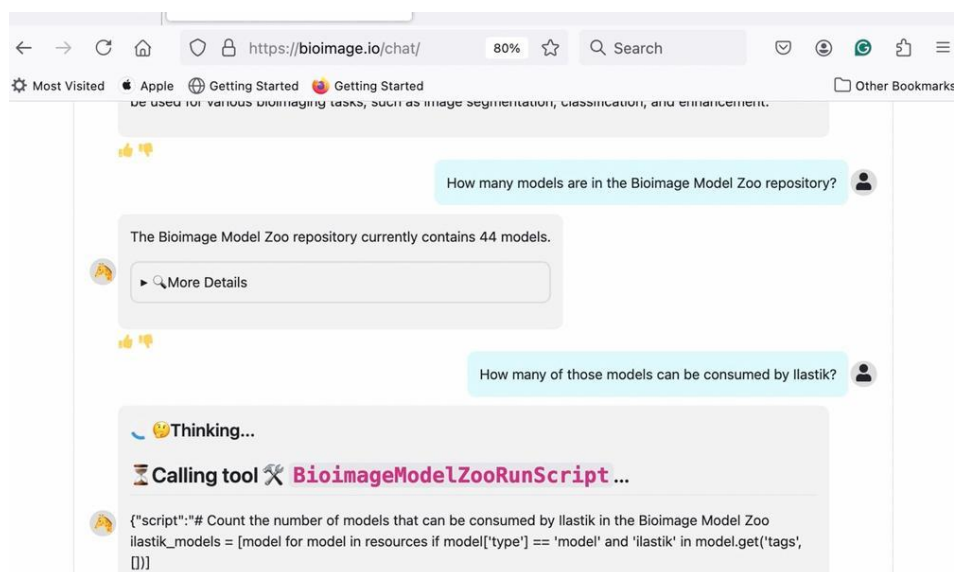 https://bioimage.io/chat/
80%
Search
Most Visited
Apple
Getting Started
Getting Started
Other Bookmarks
be used for various bioimaging tasks, such as image segmentation, classification, and enhancement.
How many models are in the Bioimage Model Zoo repository?
The Bioimage Model Zoo repository currently contains 44 models.
More Details
How many of those models can be consumed by Ilastik?
Thinking...
Calling tool BioimageModelZooRunScript...
{"script":"# Count the number of models that can be consumed by Ilastik in the Bioimage Model Zoo
ilastik_models = [model for model in resources if model['type'] == 'model' and 'ilastik' in model.get('tags',
[])]